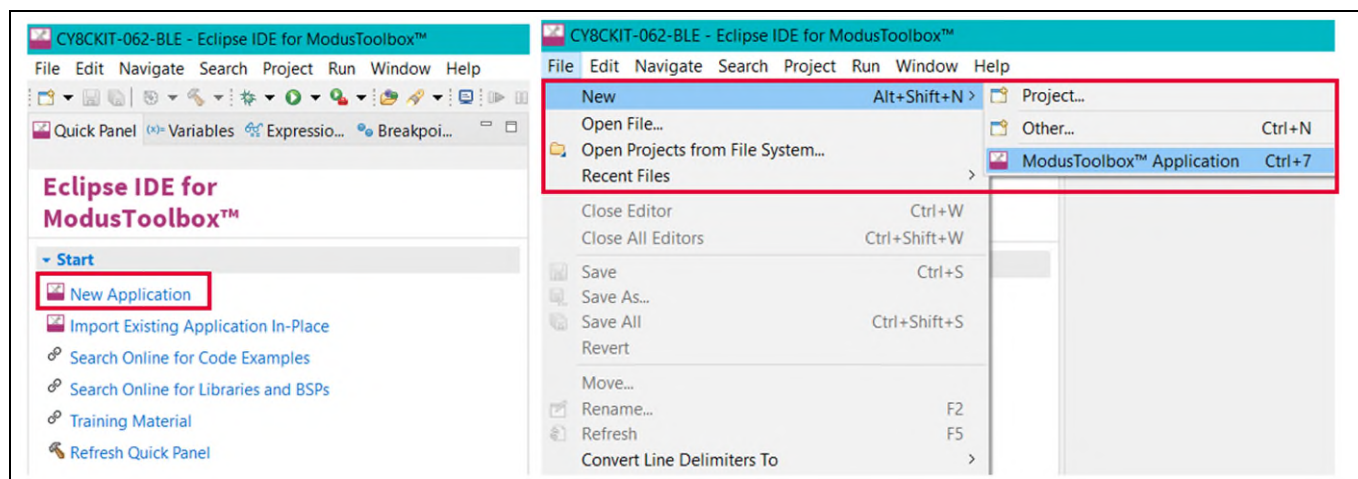 CY8CKIT-062-BLE - Eclipse IDE for ModusToolbox™
File Edit Navigate Search Project Run Window Help
Quick Panel (x)= Variables Expressio... Breakpoi...
Eclipse IDE for
ModusToolbox™
Start
New Application
Import Existing Application In-Place
Search Online for Code Examples
Search Online for Libraries and BSPs
Training Material
Refresh Quick Panel
CY8CKIT-062-BLE - Eclipse IDE for ModusToolbox™
File Edit Navigate Search Project Run Window Help
New Alt+Shift+N >
Open File...
Open Projects from File System...
Recent Files >
Close Editor Ctrl+W
Close All Editors Ctrl+Shift+W
Save Ctrl+S
Save As...
Save All Ctrl+Shift+S
Revert
Move...
Rename... F2
Refresh F5
Convert Line Delimiters To >
Project...
Other... Ctrl+N
ModusToolbox™ Application Ctrl+7